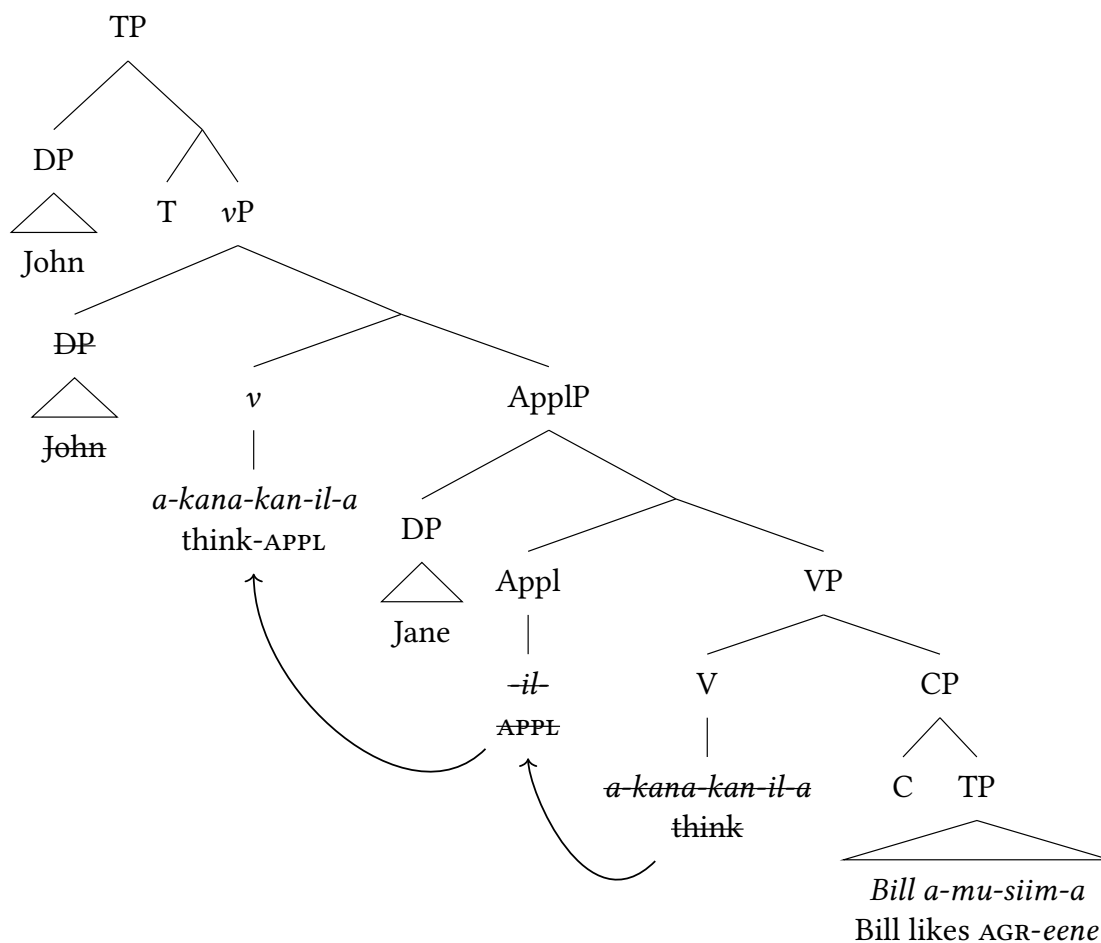 TP
DP
T vP
John
DP
v ApplP
John
a-kana-kan-il-a
think-APPL
DP
Appl VP
Jane
-il-
APPL
V CP
a-kana-kan-il-a
think
C TP
Bill a-mu-siim-a
Bill likes AGR-eene